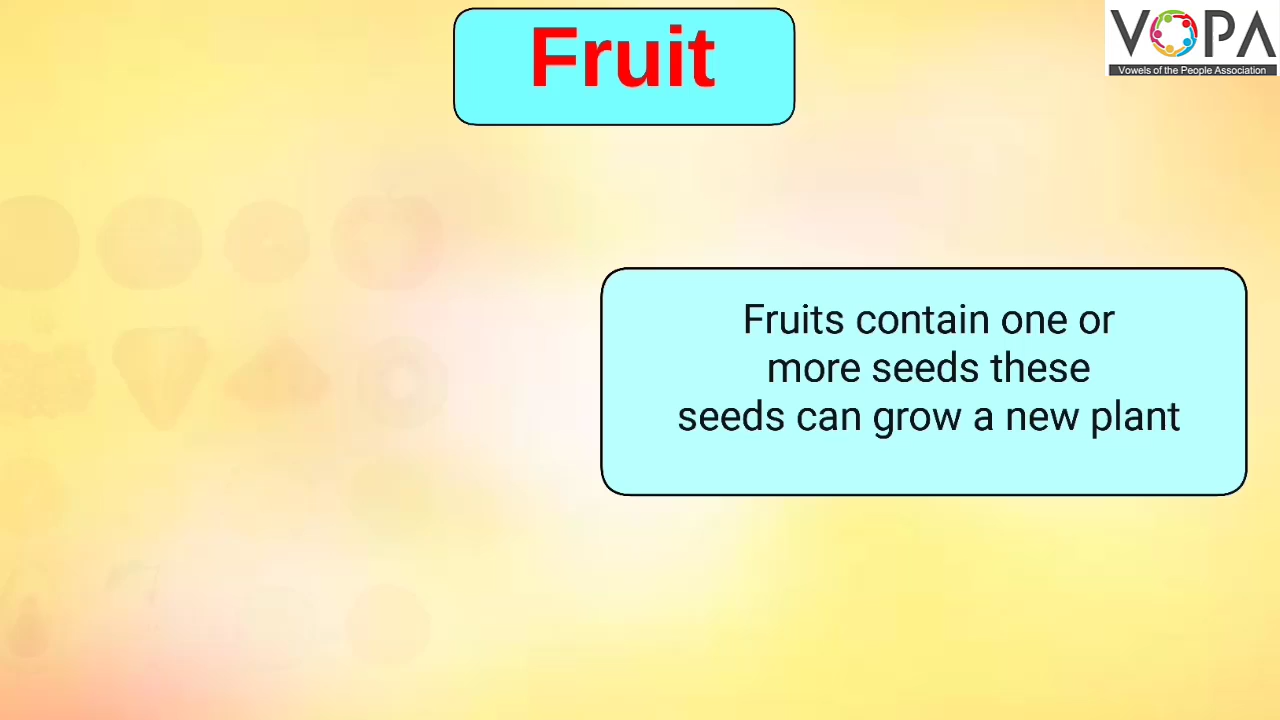 Fruit
VOPA
Vowels of the People Association
Fruits contain one or
more seeds these
seeds can grow a new plant